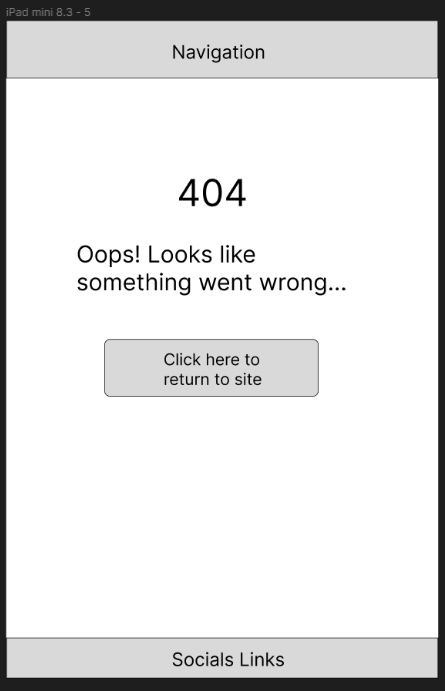 iPad mini 8.3 - 5
Navigation
404
Oops! Looks like
something went wrong...
Click here to
return to site
Socials Links